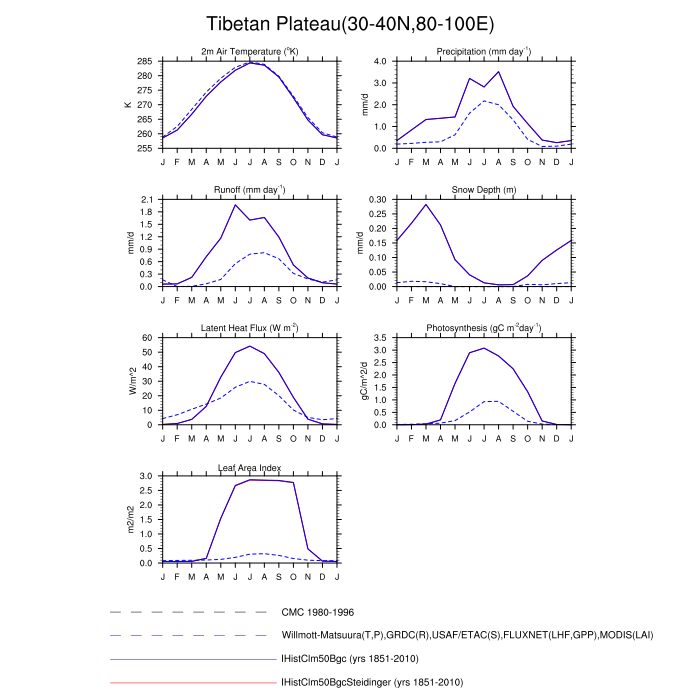 Tibetan Plateau(30-40N,80-100E)
2m Air Temperature (°K)
285
280
275
270
265
260
255
K
J F M A M J J A S O N D J
Precipitation (mm day⁻¹)
4.0
3.0
2.0
1.0
0.0
mm/d
J F M A M J J A S O N D J
Runoff (mm day⁻¹)
2.1
1.8
1.5
1.2
0.9
0.6
0.3
0.0
mm/d
J F M A M J J A S O N D J
Snow Depth (m)
0.30
0.25
0.20
0.15
0.10
0.05
0.00
mm/d
J F M A M J J A S O N D J
Latent Heat Flux (W m⁻²)
60
50
40
30
20
10
0
W/m^2
J F M A M J J A S O N D J
Photosynthesis (gC m⁻²day⁻¹)
3.5
3.0
2.5
2.0
1.5
1.0
0.5
0.0
gC/m^2/d
J F M A M J J A S O N D J
Leaf Area Index
3.0
2.5
2.0
1.5
1.0
0.5
0.0
m2/m2
J F M A M J J A S O N D J
CMC 1980-1996
Willmott-Matsuura(T,P),GRDC(R),USAF/ETAC(S),FLUXNET(LHF,GPP),MODIS(LAI)
IHistClm50Bgc (yrs 1851-2010)
IHistClm50BgcSteidinger (yrs 1851-2010)